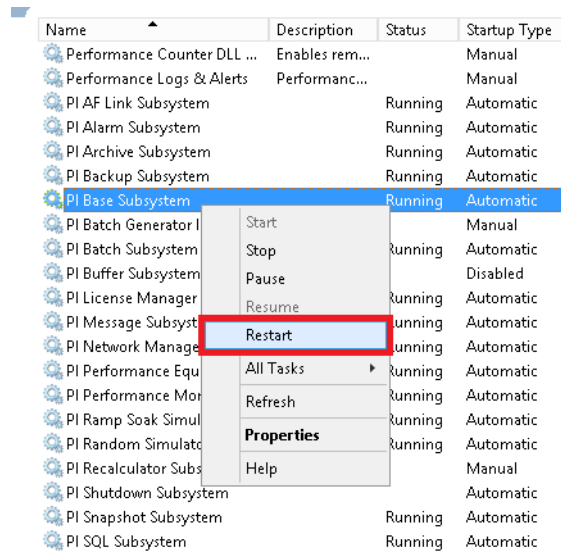 Name Description Status Startup Type
Performance Counter DLL ... Enables rem... Manual
Performance Logs & Alerts Performanc... Manual
PI AF Link Subsystem Running Automatic
PI Alarm Subsystem Running Automatic
PI Archive Subsystem Running Automatic
PI Backup Subsystem Running Automatic
PI Base Subsystem Running Automatic
PI Batch Generator I Start Manual
PI Batch Subsystem Stop Running Automatic
PI Buffer Subsystem Pause Disabled
PI License Manager Resume Running Automatic
PI Message Subsyst Restart unning Automatic
PI Network Manage unning Automatic
PI Performance Equ All Tasks Running Automatic
PI Performance Mor Refresh Running Automatic
PI Ramp Soak Simul Properties Running Automatic
PI Random Simulato Running Automatic
PI Recalculator Subs Help Manual
PI Shutdown Subsystem Automatic
PI Snapshot Subsystem Running Automatic
PI SQL Subsystem Running Automatic